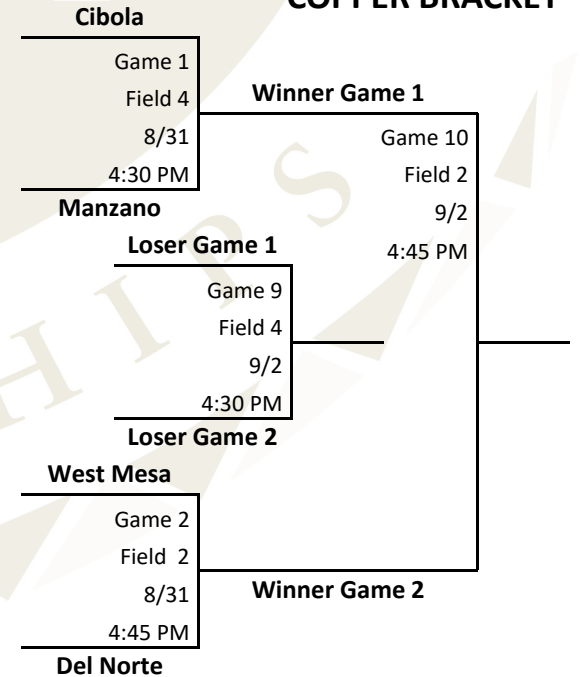 COPPER BRACKET
Cibola
Game 1
Field 4
8/31
4:30 PM
Manzano
Winner Game 1
Game 10
Field 2
9/2
4:45 PM
Loser Game 1
Game 9
Field 4
9/2
4:30 PM
Loser Game 2
West Mesa
Game 2
Field 2
8/31
4:45 PM
Del Norte
Winner Game 2
HIPS